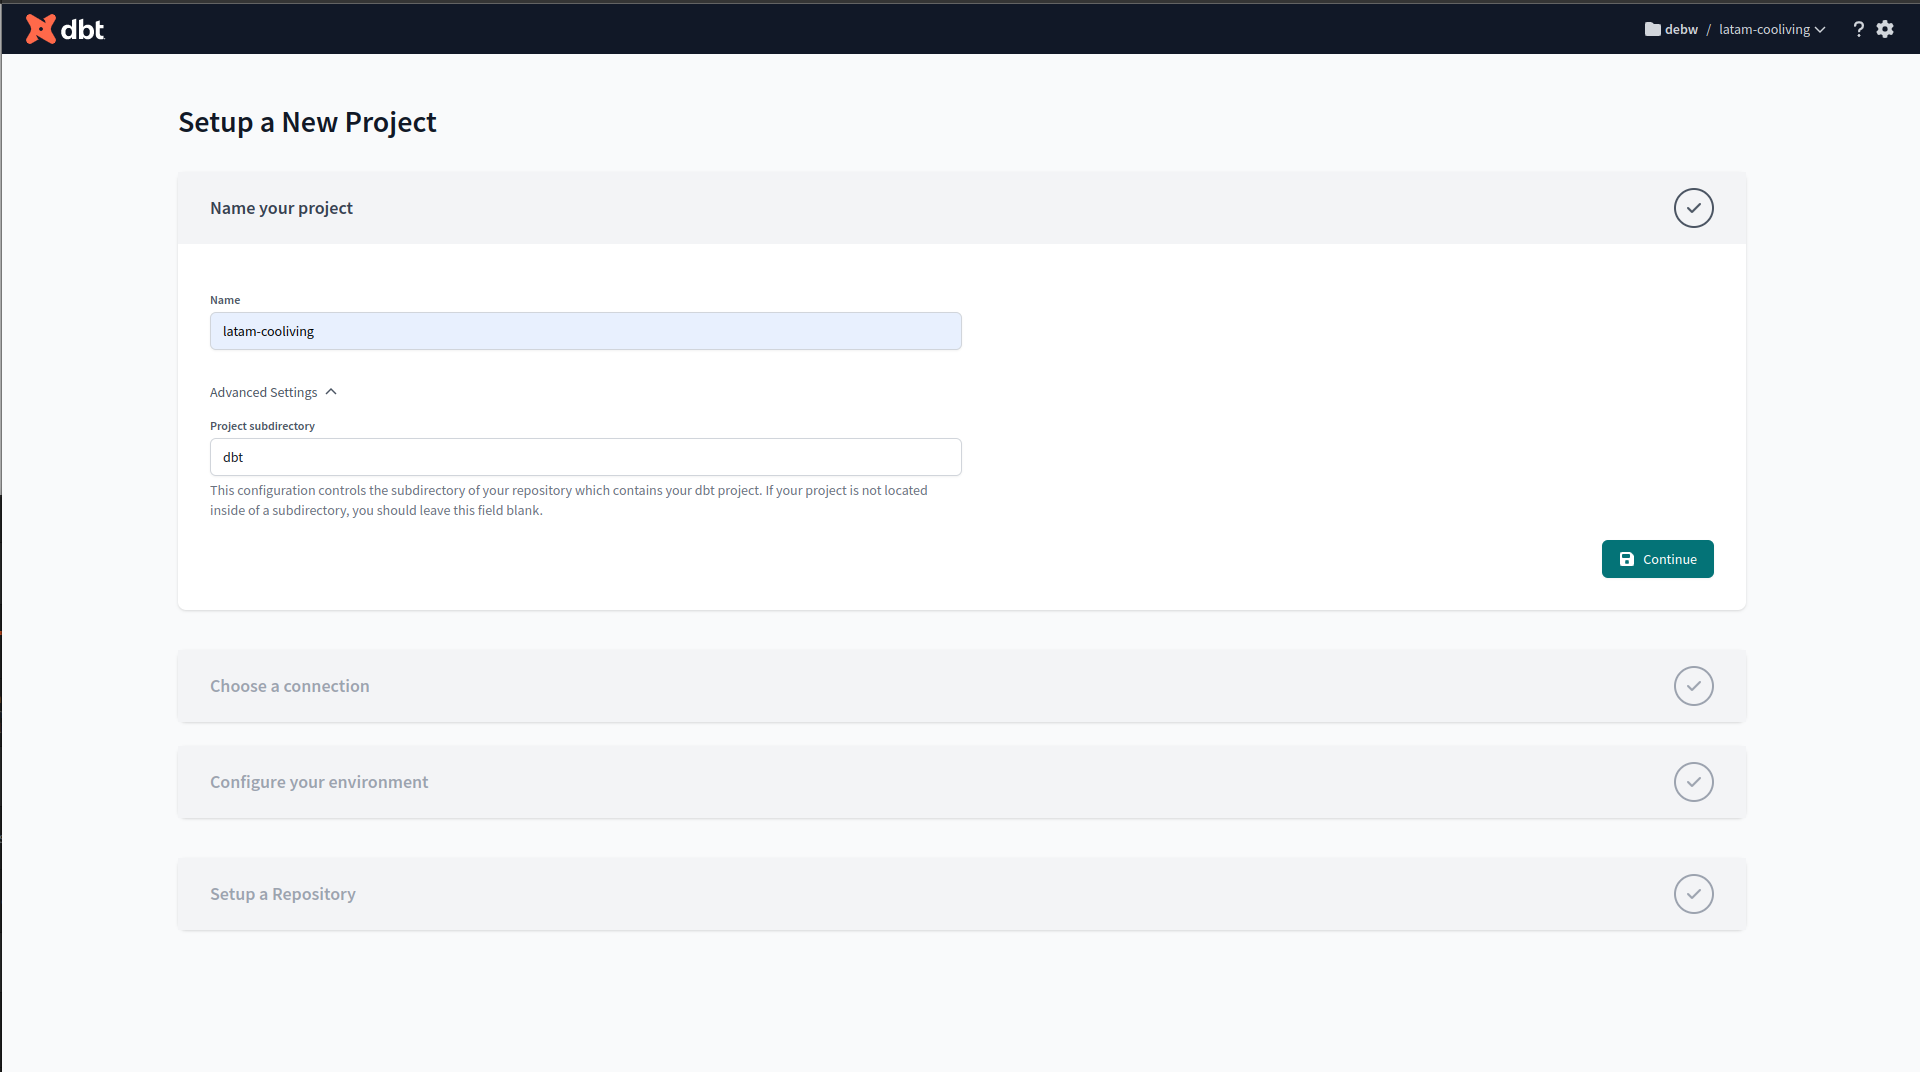 dbt
debw / latam-cooliving
?
Setup a New Project
Name your project
Name
latam-cooliving
Advanced Settings
Project subdirectory
dbt
This configuration controls the subdirectory of your repository which contains your dbt project. If your project is not located
inside of a subdirectory, you should leave this field blank.
Continue
Choose a connection
Configure your environment
Setup a Repository